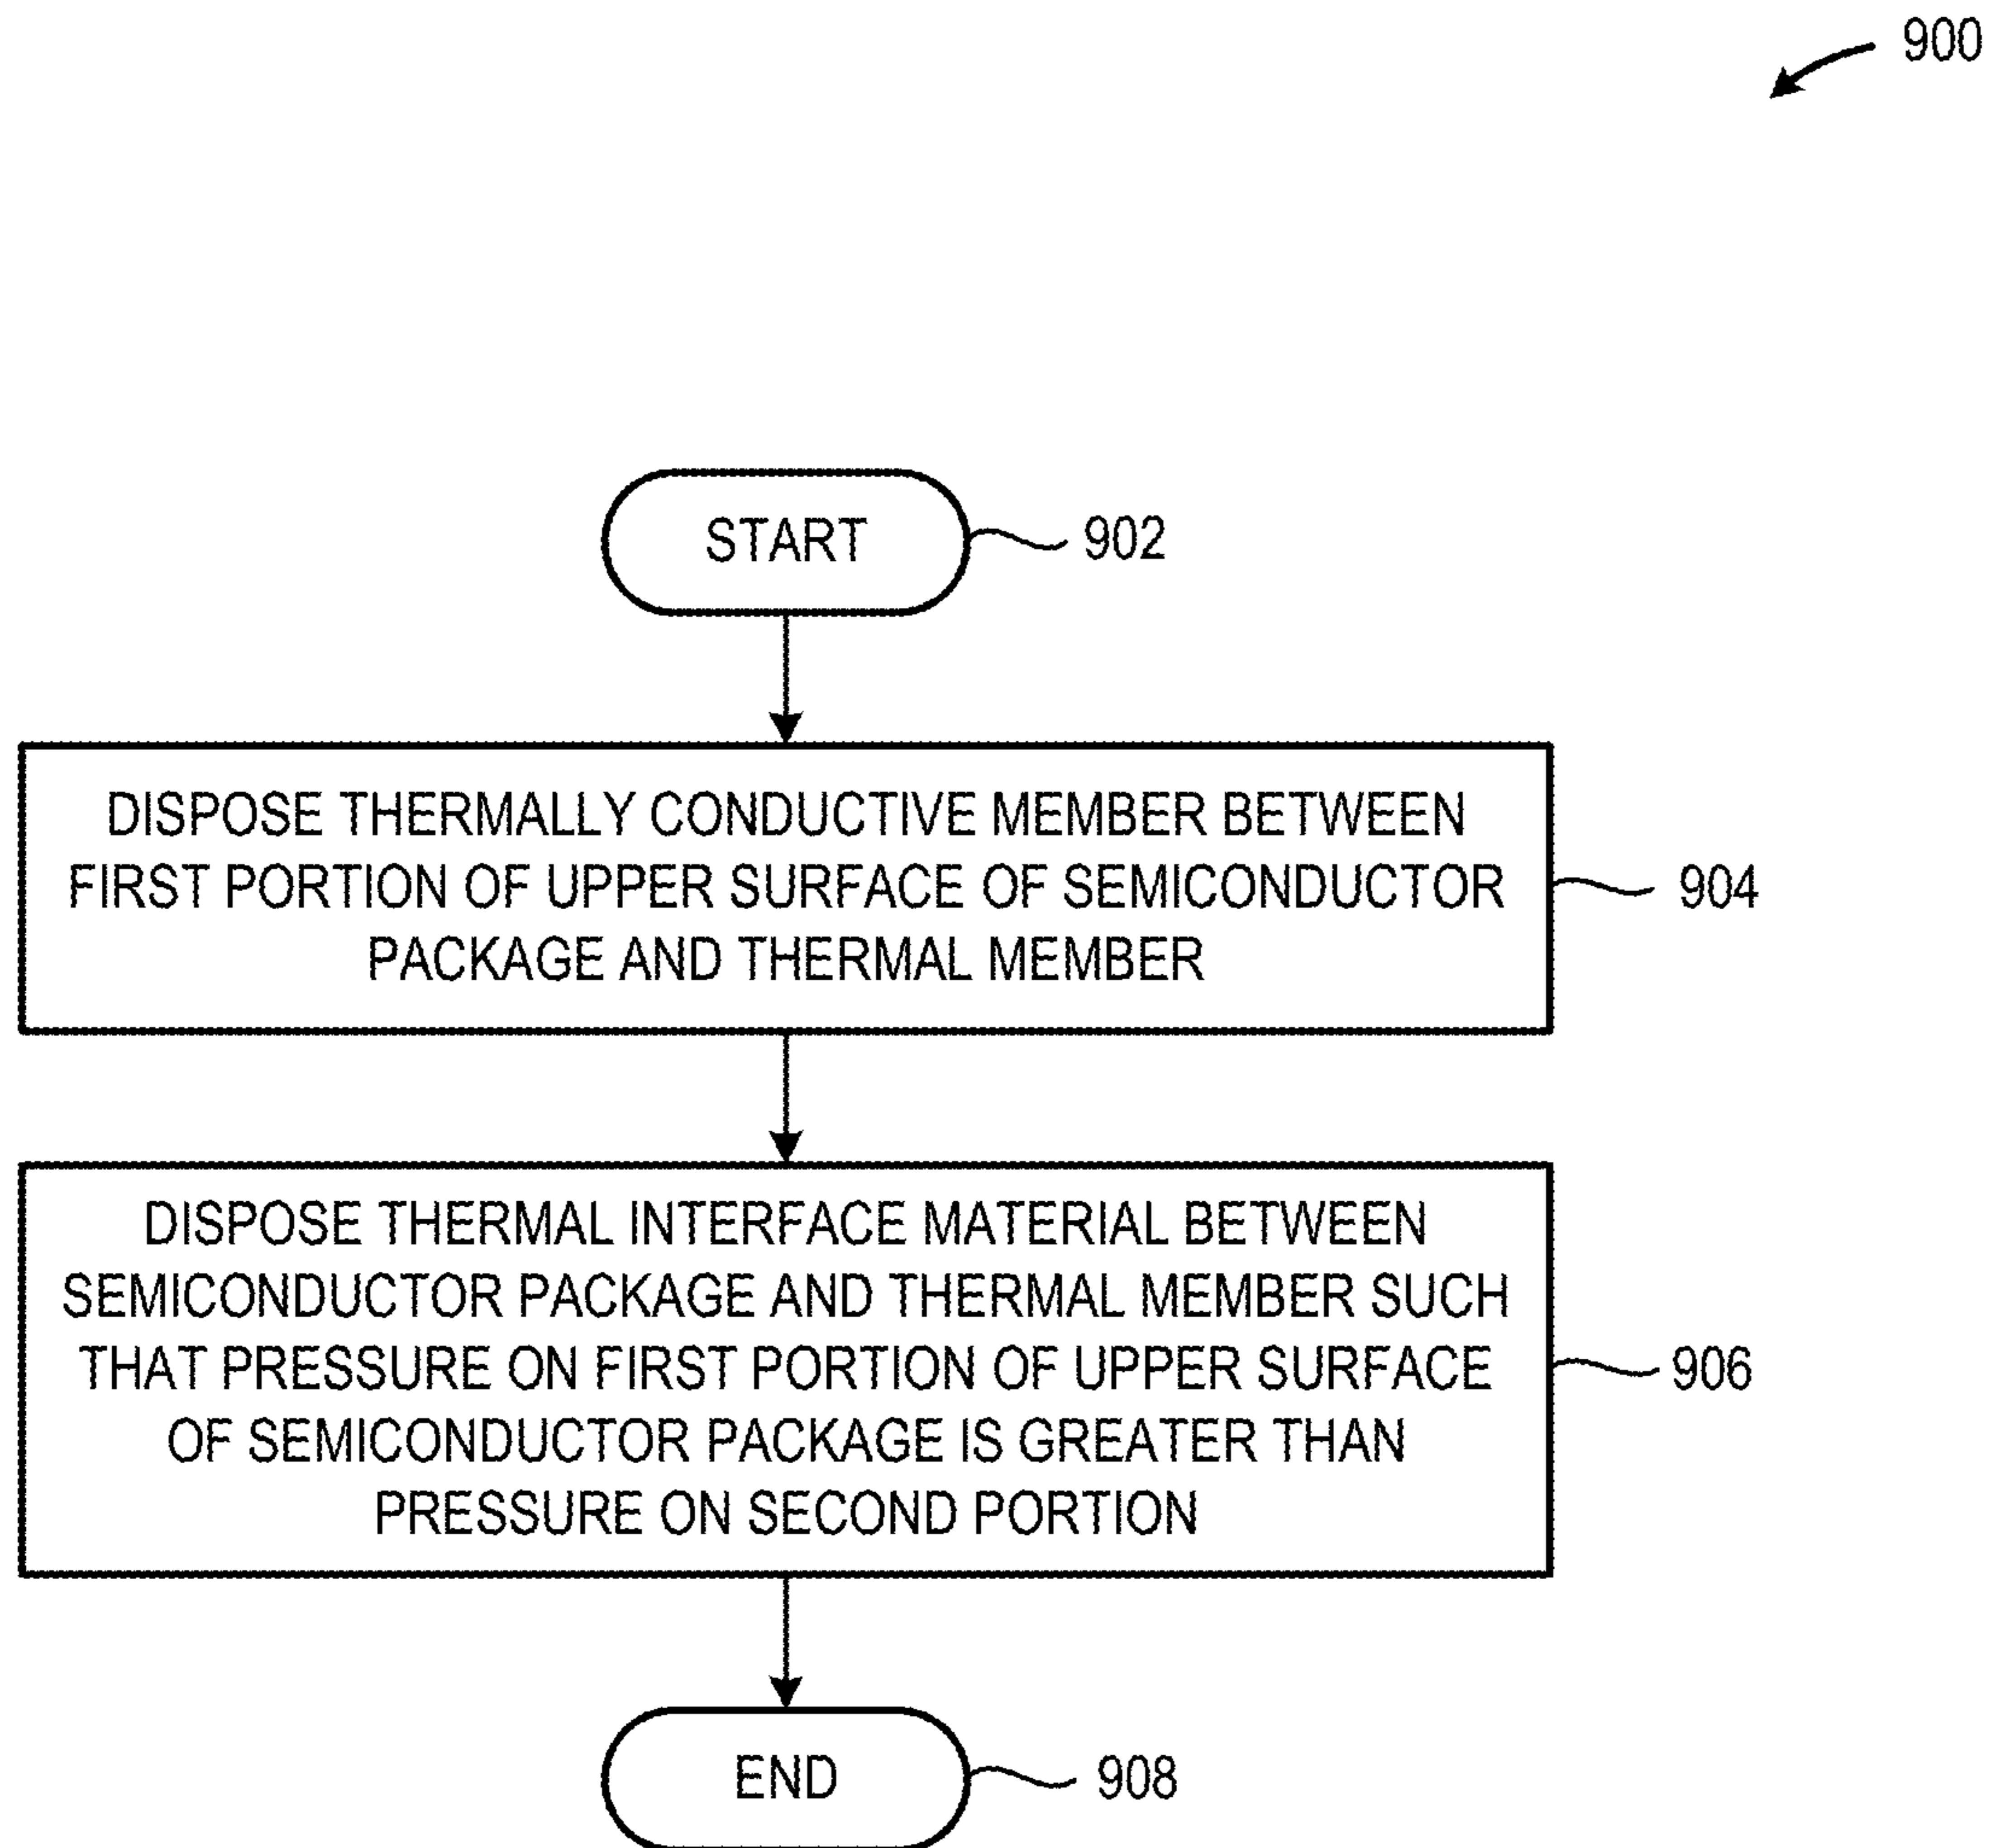 900
START
902
DISPOSE THERMALLY CONDUCTIVE MEMBER BETWEEN
FIRST PORTION OF UPPER SURFACE OF SEMICONDUCTOR
PACKAGE AND THERMAL MEMBER
904
DISPOSE THERMAL INTERFACE MATERIAL BETWEEN
SEMICONDUCTOR PACKAGE AND THERMAL MEMBER SUCH
THAT PRESSURE ON FIRST PORTION OF UPPER SURFACE
OF SEMICONDUCTOR PACKAGE IS GREATER THAN
PRESSURE ON SECOND PORTION
906
END
908